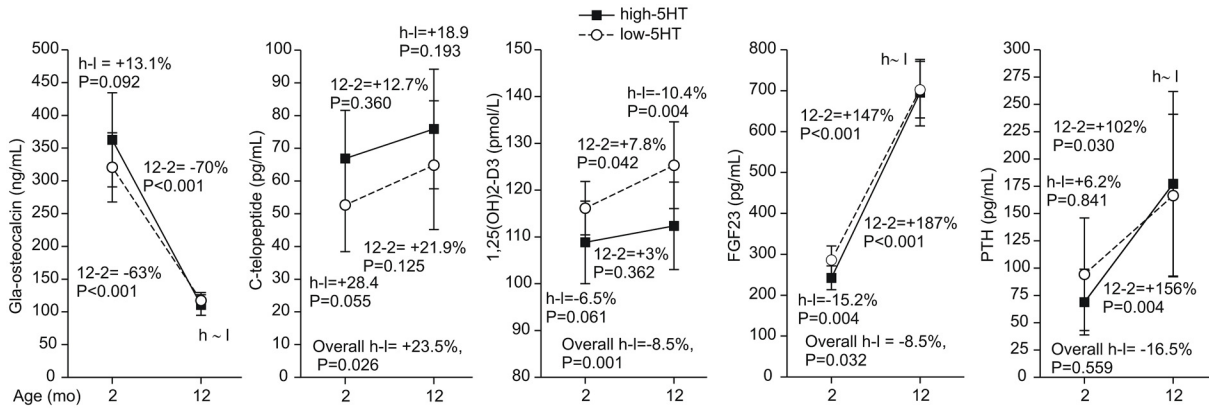 high-5HT
low-5HT
Gla-osteocalcin (ng/mL)
500
450
400
350
300
250
200
150
100
50
0
h-l = +13.1%
P=0.092
12-2= -70%
P<0.001
12-2= -63%
P<0.001
h ~ l
Age (mo)
2
12
C-telopeptide (pg/mL)
100
90
80
70
60
50
40
30
20
10
0
h-l=+18.9
P=0.193
12-2=+12.7%
P=0.360
12-2= +21.9%
P=0.125
h-l=+28.4
P=0.055
Overall h-l= +23.5%,
P=0.026
2
12
1,25(OH)2-D3 (pmol/L)
150
140
130
120
110
100
90
80
h-l=-10.4%
P=0.004
12-2=+7.8%
P=0.042
12-2=+3%
P=0.362
h-l=-6.5%
P=0.061
Overall h-l=-8.5%,
P=0.001
2
12
FGF23 (pg/mL)
800
700
600
500
400
300
200
100
0
h~ l
12-2=+147%
P<0.001
12-2=+187%
P<0.001
h-l=-15.2%
P=0.004
Overall h-l = -8.5%,
P=0.032
2
12
PTH (pg/mL)
300
275
250
225
200
175
150
125
100
75
50
25
0
h~ l
12-2=+102%
P=0.030
h-l=+6.2%
P=0.841
12-2=+156%
P=0.004
Overall h-l= -16.5%
P=0.559
2
12